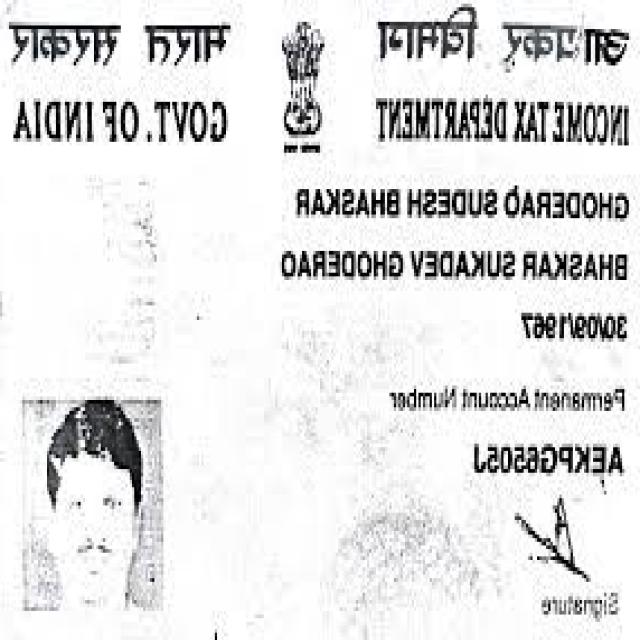 आयकर विभाग भारत सरकार
INCOME TAX DEPARTMENT GOVT. OF INDIA
GHODERAO SUDESH BHASKAR
BHASKAR SUKADEV GHODERAO
30/09/1967
Permanent Account Number
AEKPG6505J
Signature